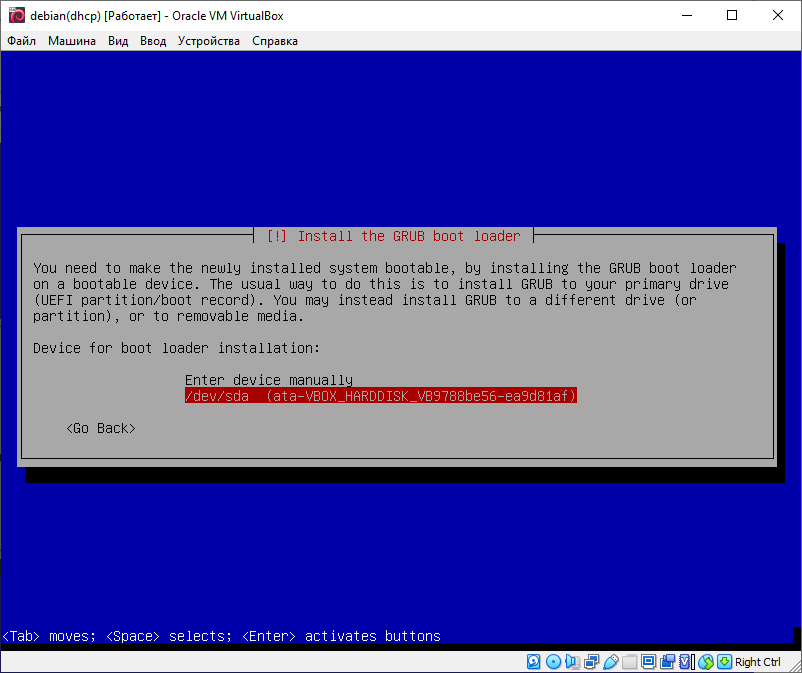 debian(dhcp) [Работает] - Oracle VM VirtualBox
Файл Машина Вид Ввод Устройства Справка
[!] Install the GRUB boot loader
You need to make the newly installed system bootable, by installing the GRUB boot loader
on a bootable device. The usual way to do this is to install GRUB to your primary drive
(UEFI partition/boot record). You may instead install GRUB to a different drive (or
partition), or to removable media.
Device for boot loader installation:
Enter device manually
/dev/sda (ata-VBOX_HARDDISK_VB9788be56-ea9d81af)
<Go Back>
<Tab> moves; <Space> selects; <Enter> activates buttons
Right Ctrl